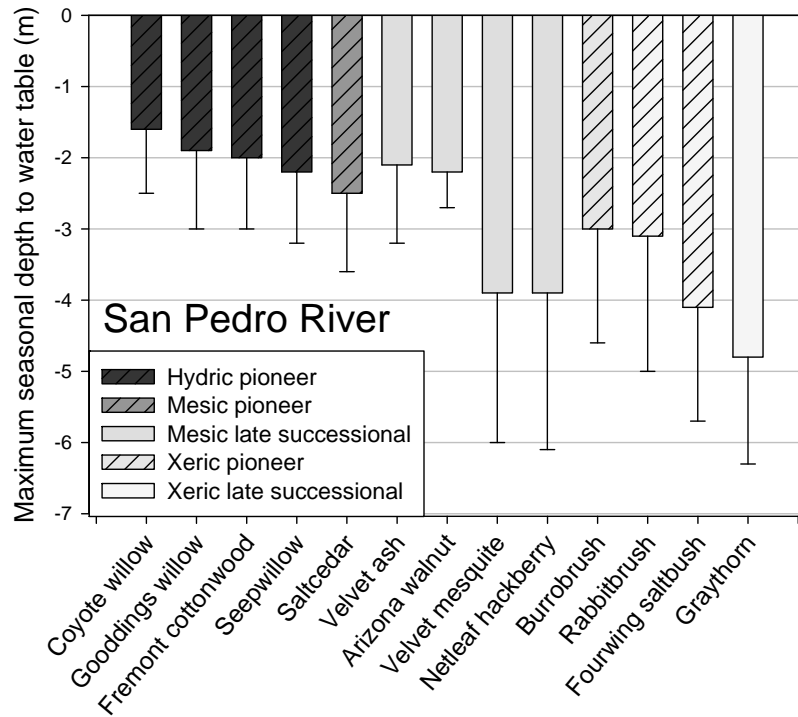 Maximum seasonal depth to water table (m)
0
-1
-2
-3
-4
-5
-6
-7
San Pedro River
Hydric pioneer
Mesic pioneer
Mesic late successional
Xeric pioneer
Xeric late successional
Coyote willow
Gooddings willow
Fremont cottonwood
Seepwillow
Saltcedar
Velvet ash
Arizona walnut
Velvet mesquite
Netleaf hackberry
Burrobrush
Rabbitbrush
Fourwing saltbush
Graythorn